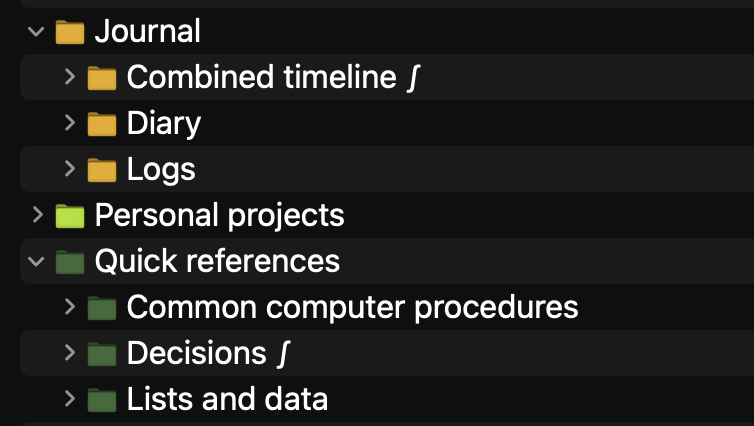 Journal
Combined timeline ∫
Diary
Logs
Personal projects
Quick references
Common computer procedures
Decisions ∫
Lists and data